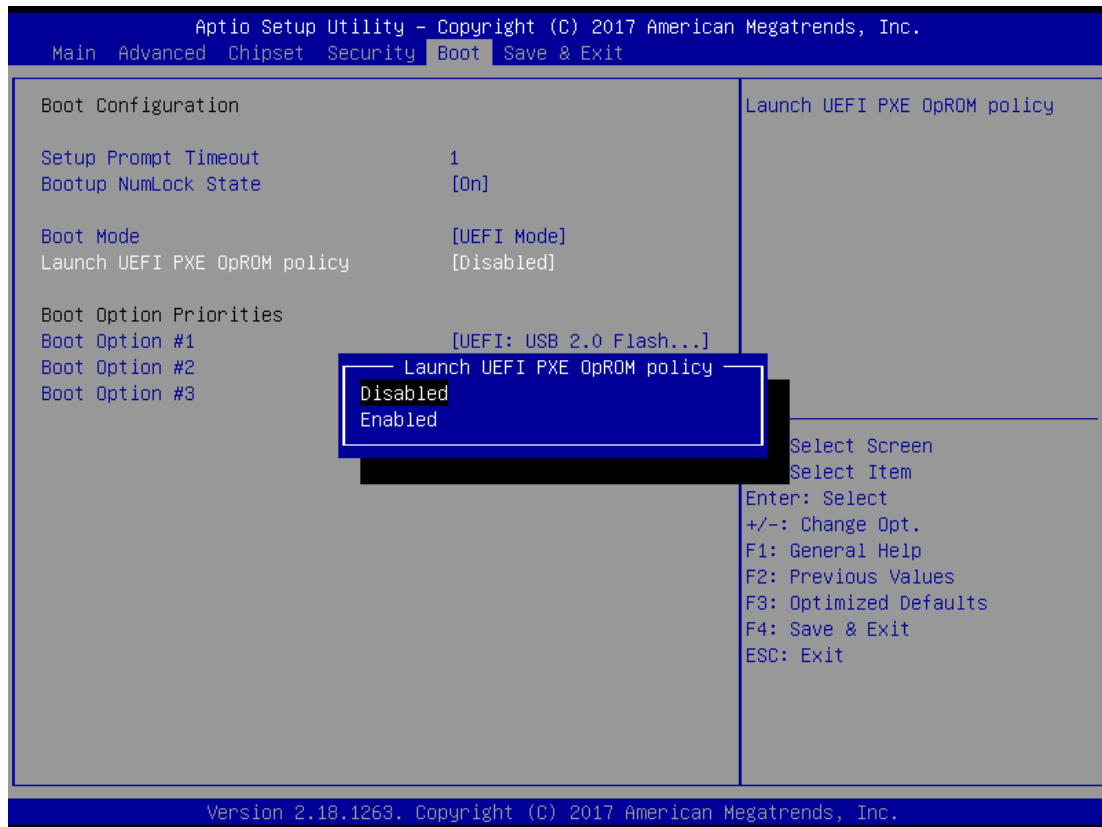 Aptio Setup Utility – Copyright (C) 2017 American Megatrends, Inc.
Main Advanced Chipset Security Boot Save & Exit
Boot Configuration
Setup Prompt Timeout 1
Bootup NumLock State [On]
Boot Mode [UEFI Mode]
Launch UEFI PXE OpROM policy [Disabled]
Boot Option Priorities
Boot Option #1 [UEFI: USB 2.0 Flash...]
Boot Option #2
Boot Option #3
Launch UEFI PXE OpROM policy
Disabled
Enabled
Launch UEFI PXE OpROM policy
Select Screen
Select Item
Enter: Select
+/-: Change Opt.
F1: General Help
F2: Previous Values
F3: Optimized Defaults
F4: Save & Exit
ESC: Exit
Version 2.18.1263. Copyright (C) 2017 American Megatrends, Inc.